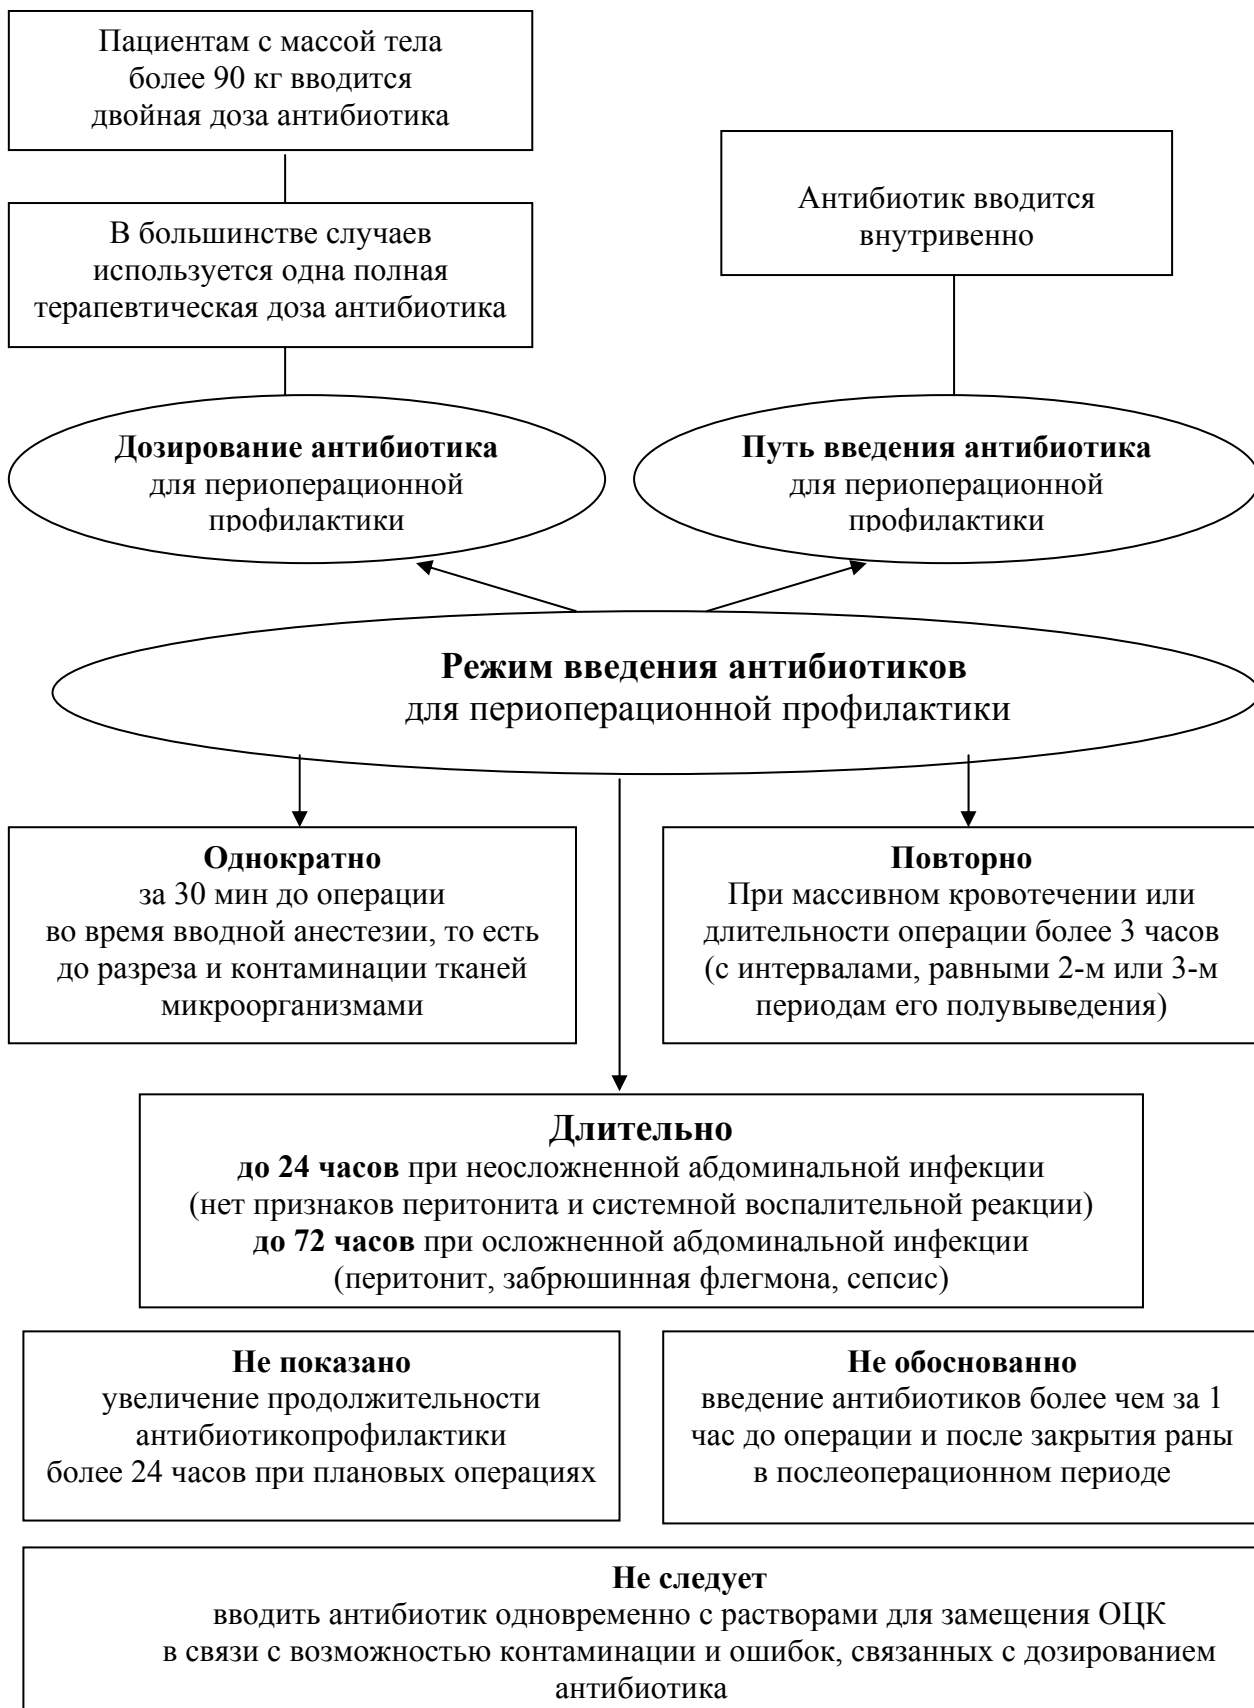 Пациентам с массой тела
более 90 кг вводится
двойная доза антибиотика
В большинстве случаев
используется одна полная
терапевтическая доза антибиотика
Антибиотик вводится
внутривенно
Дозирование антибиотика
для периоперационной
профилактики
Путь введения антибиотика
для периоперационной
профилактики
Режим введения антибиотиков
для периоперационной профилактики
Однократно
за 30 мин до операции
во время вводной анестезии, то есть
до разреза и контаминации тканей
микроорганизмами
Повторно
При массивном кровотечении или
длительности операции более 3 часов
(с интервалами, равными 2-м или 3-м
периодам его полувыведения)
Длительно
до 24 часов при неосложненной абдоминальной инфекции
(нет признаков перитонита и системной воспалительной реакции)
до 72 часов при осложненной абдоминальной инфекции
(перитонит, забрюшинная флегмона, сепсис)
Не показано
увеличение продолжительности
антибиотикопрофилактики
более 24 часов при плановых операциях
Не обоснованно
введение антибиотиков более чем за 1
час до операции и после закрытия раны
в послеоперационном периоде
Не следует
вводить антибиотик одновременно с растворами для замещения ОЦК
в связи с возможностью контаминации и ошибок, связанных с дозированием
антибиотика